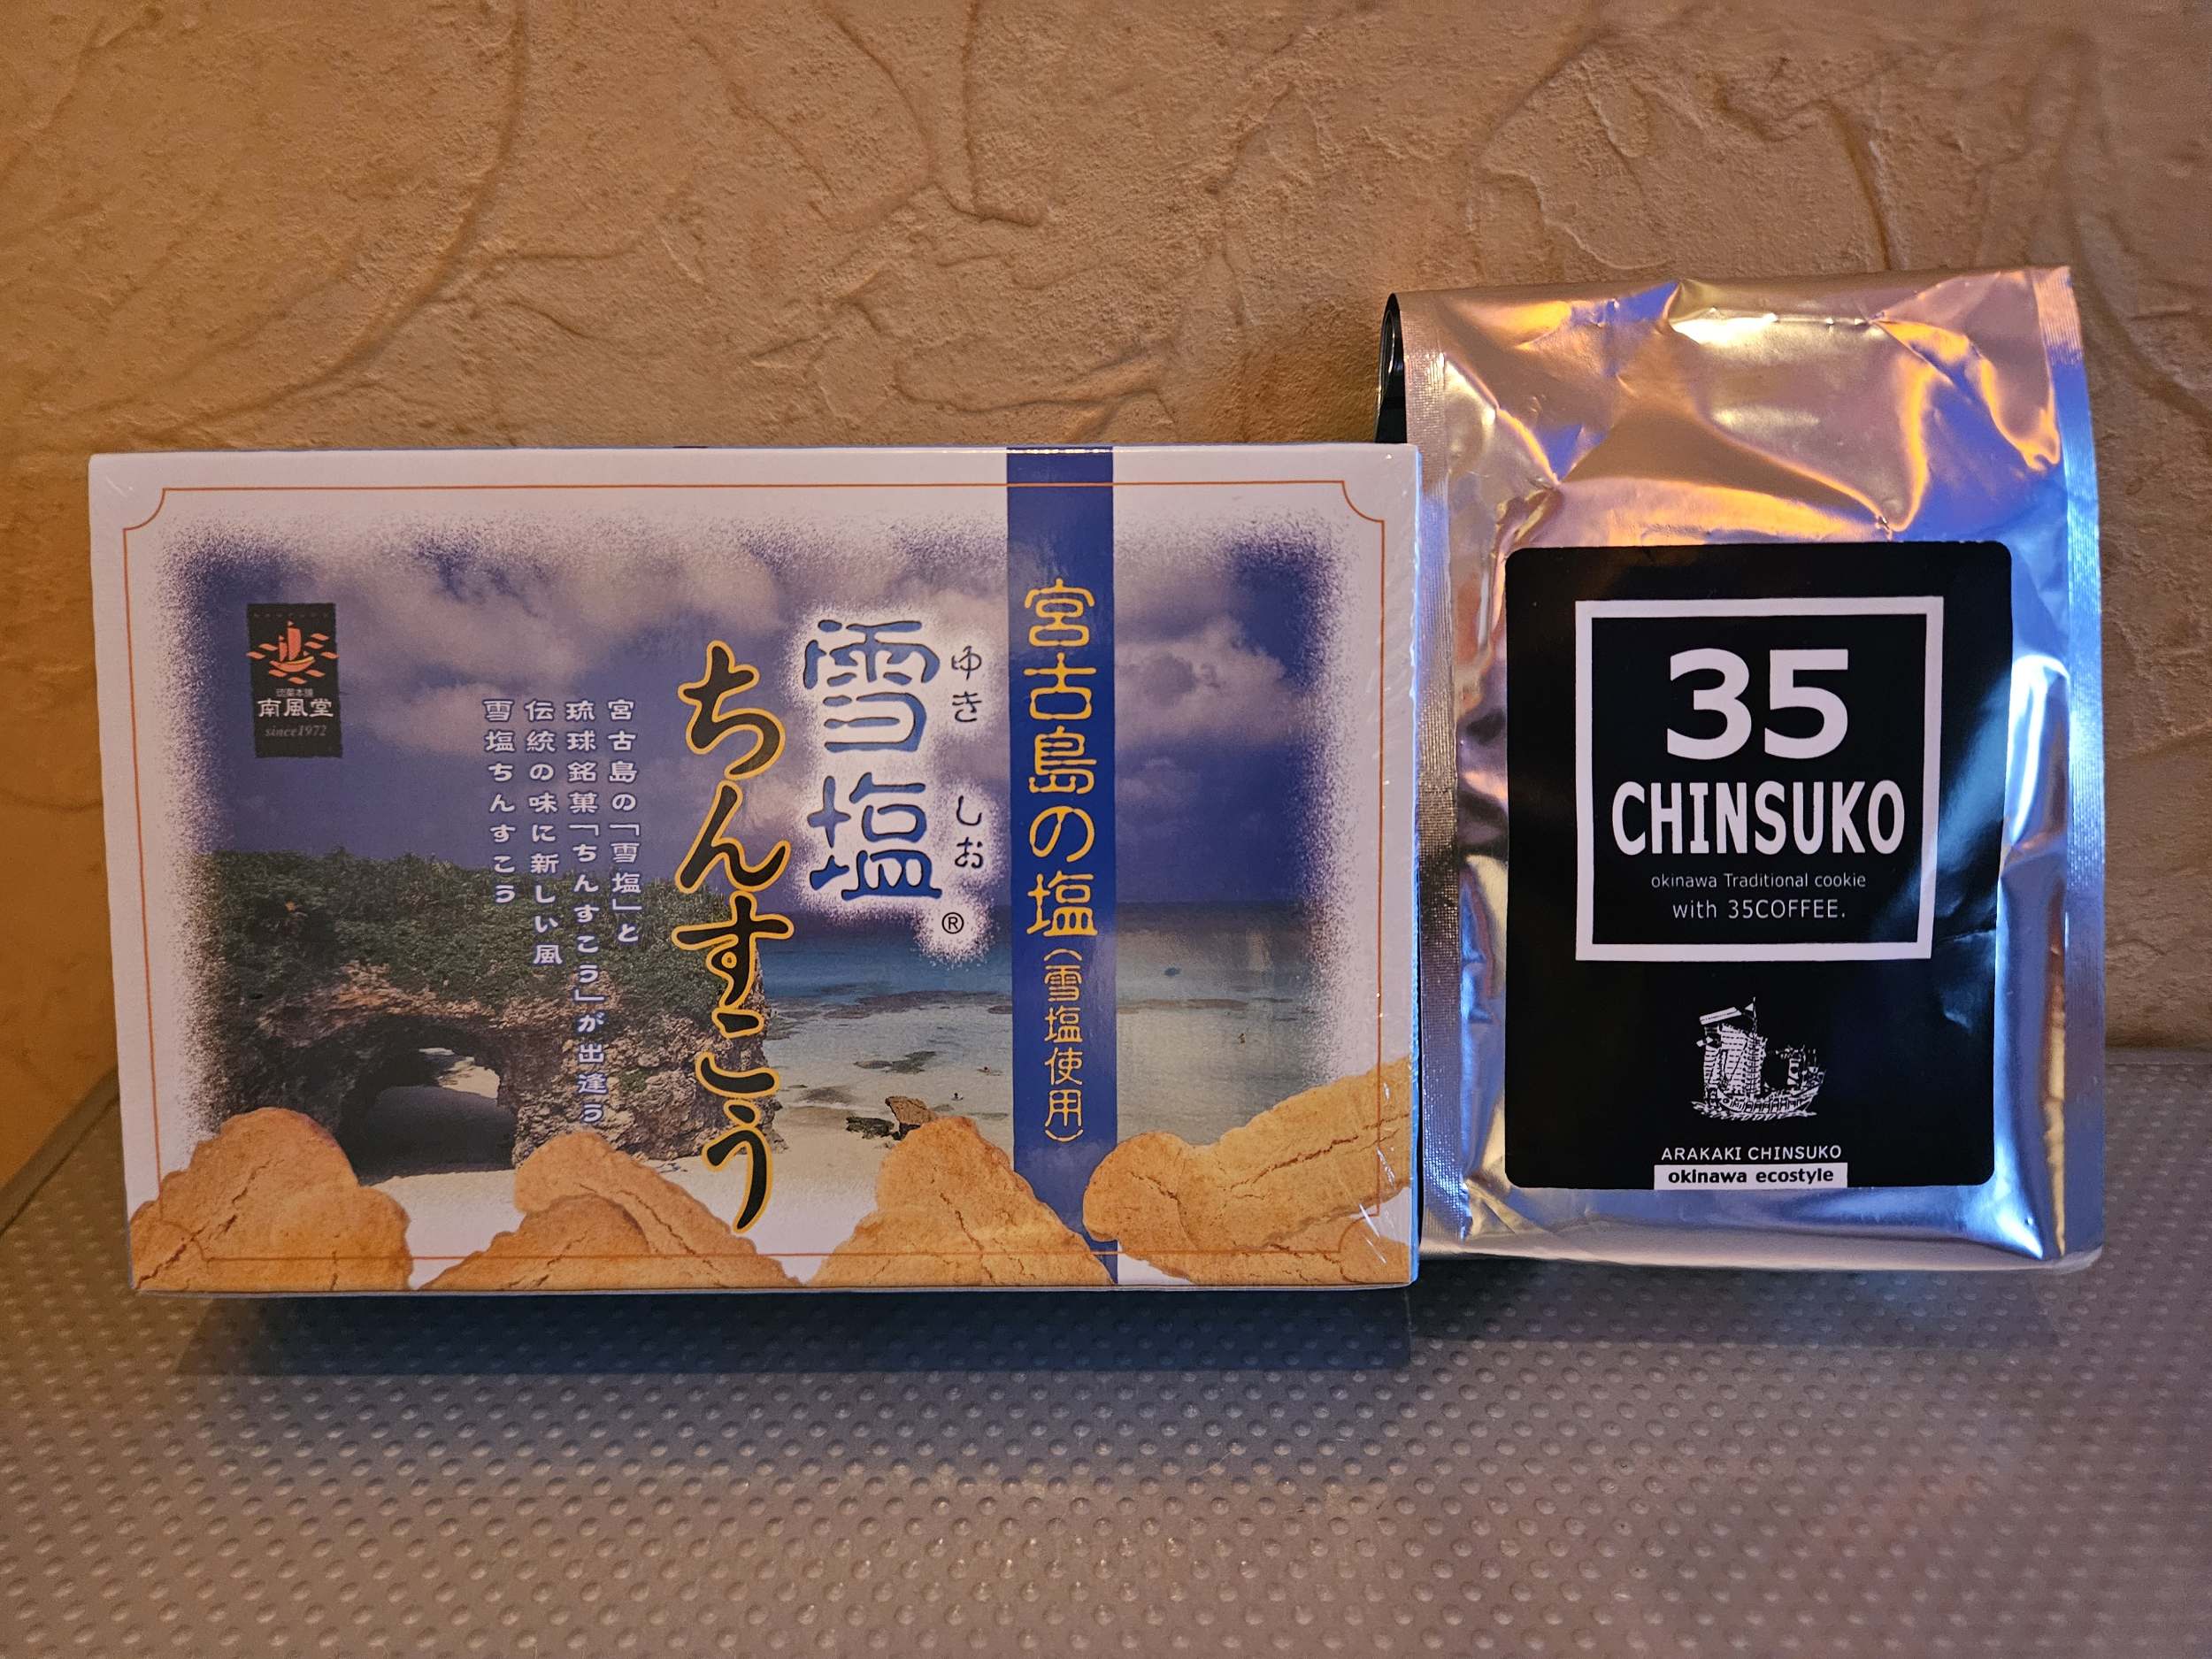 宮古島の塩(雪塩使用)
ゆきしお
雪塩
®
ちんすこう
宮古島の「雪塩」と
琉球銘菓「ちんすこう」が出逢う
伝統の味に新しい風
雪塩ちんすこう
南風堂
since1972
35
CHINSUKO
okinawa Traditional cookie
with 35COFFEE.
ARAKAKI CHINSUKO
okinawa ecostyle